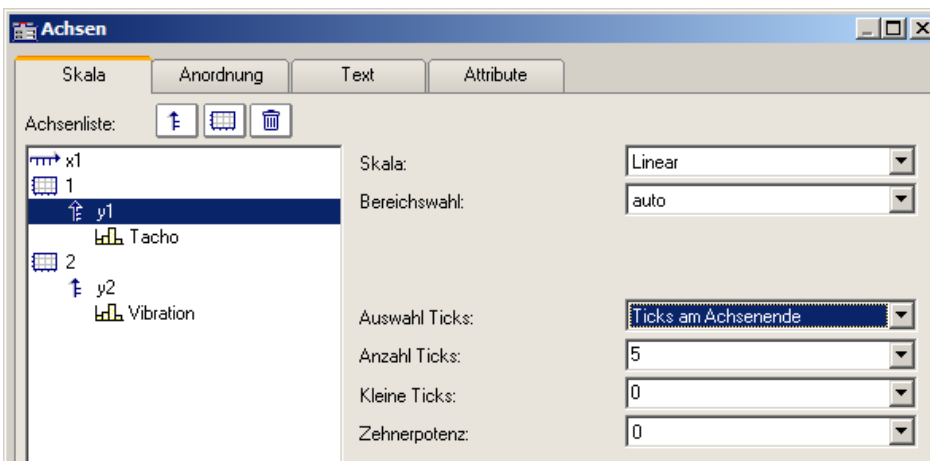 Achsen
Skala Anordnung Text Attribute
Achsenliste:
x1
1
y1
Tacho
2
y2
Vibration
Skala: Linear
Bereichswahl: auto
Auswahl Ticks: Ticks am Achsenende
Anzahl Ticks: 5
Kleine Ticks: 0
Zehnerpotenz: 0